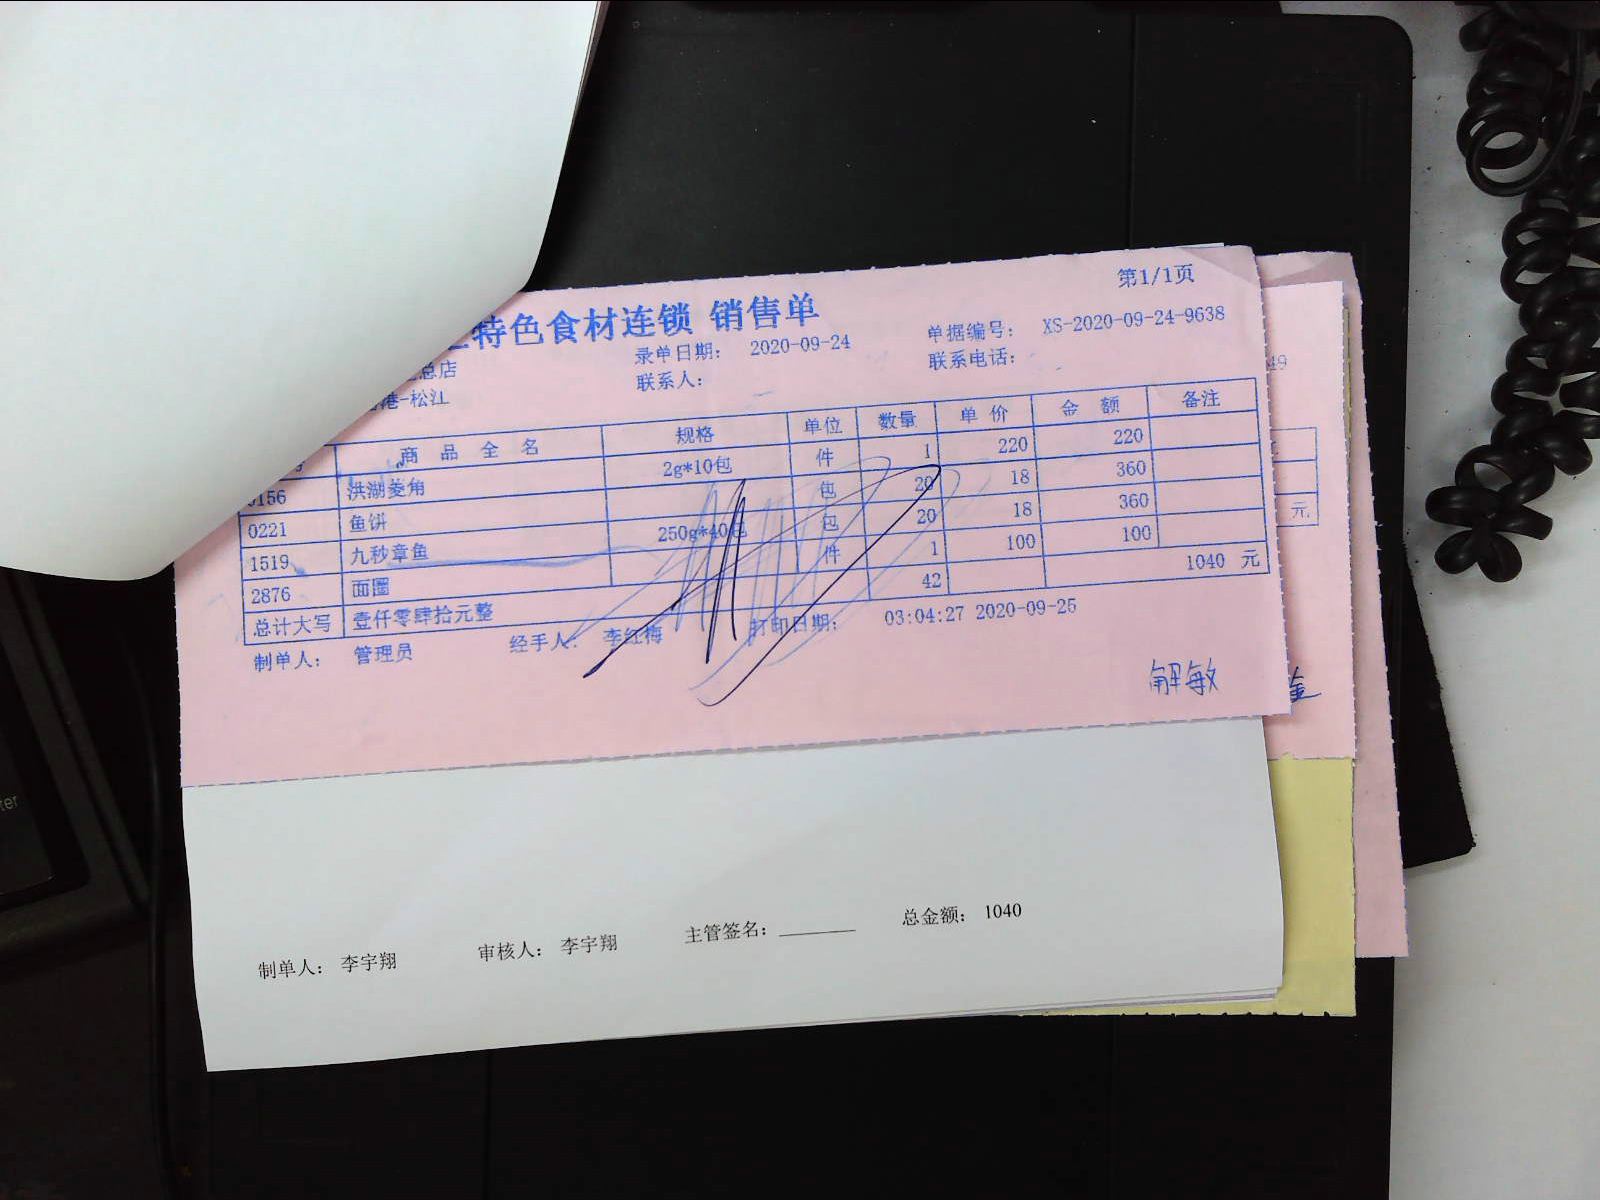 第1/1页
特色食材连锁 销售单
单据编号： XS-2020-09-24-9638
录单日期： 2020-09-24
联系电话：
总店
联系人：
港-松江
商 品 全 名 规格 单位 数量 单 价 金 额 备注
0156 洪湖菱角 2g*10包 件 1 220 220
0221 鱼饼 包 20 18 360
1519 九秒章鱼 250g*40包 包 20 18 360
2876 面圈 件 1 100 100
总计大写 壹仟零肆拾元整 42 1040 元
制单人： 管理员 经手人： 李红梅 打印日期： 03:04:27 2020-09-25
解敏
49
元
制单人： 李宇翔 审核人： 李宇翔 主管签名：________ 总金额： 1040